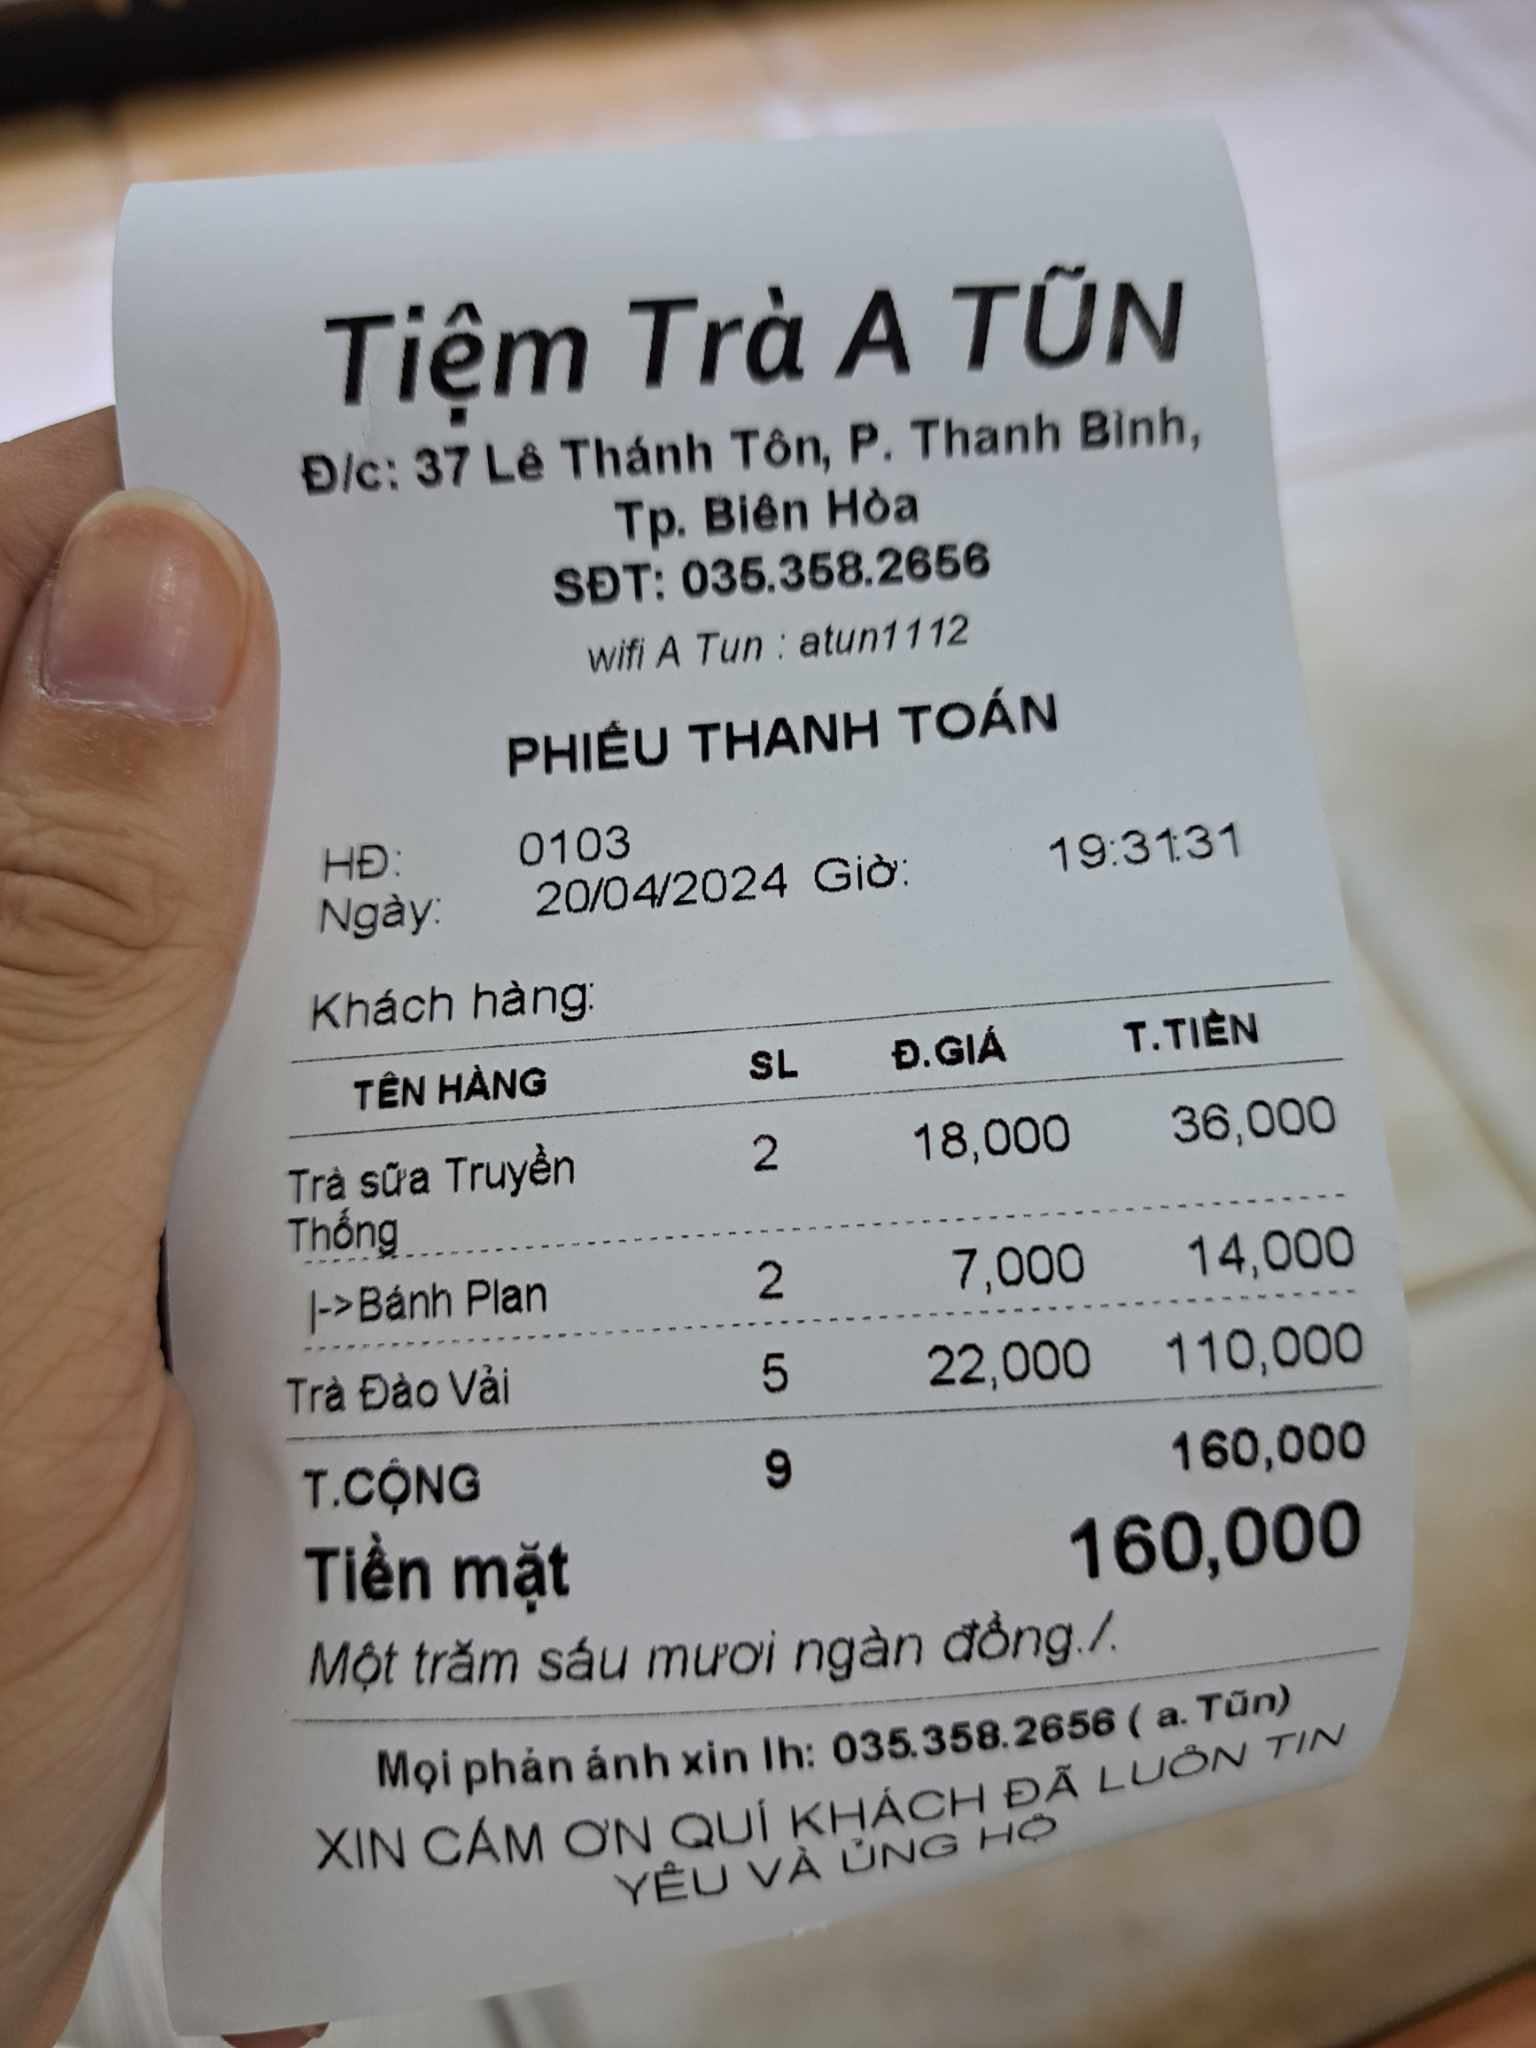 Tiệm Trà A TŨN
Đ/c: 37 Lê Thánh Tôn, P. Thanh Bình,
Tp. Biên Hòa
SĐT: 035.358.2656
wifi A Tun : atun1112
PHIẾU THANH TOÁN
HĐ: 0103
Ngày: 20/04/2024 Giờ: 19:31:31
Khách hàng:
TÊN HÀNG SL Đ.GIÁ T.TIỀN
Trà sữa Truyền 2 18,000 36,000
Thống
|->Bánh Plan 2 7,000 14,000
Trà Đào Vải 5 22,000 110,000
T.CỘNG 9 160,000
Tiền mặt 160,000
Một trăm sáu mươi ngàn đồng./.
Mọi phản ánh xin lh: 035.358.2656 ( a. Tũn)
XIN CÁM ƠN QUÍ KHÁCH ĐÃ LUÔN TIN
YÊU VÀ ỦNG HỘ